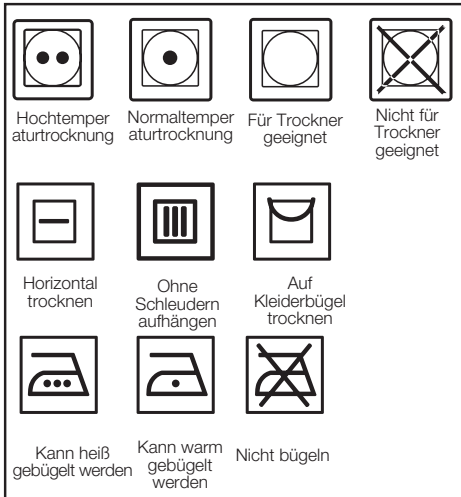 Hochtemper
aturtrocknung
Normaltemper
aturtrocknung
Für Trockner
geeignet
Nicht für
Trockner
geeignet
Horizontal
trocknen
Ohne
Schleudern
aufhängen
Auf
Kleiderbügel
trocknen
Kann heiß
gebügelt werden
Kann warm
gebügelt
werden
Nicht bügeln